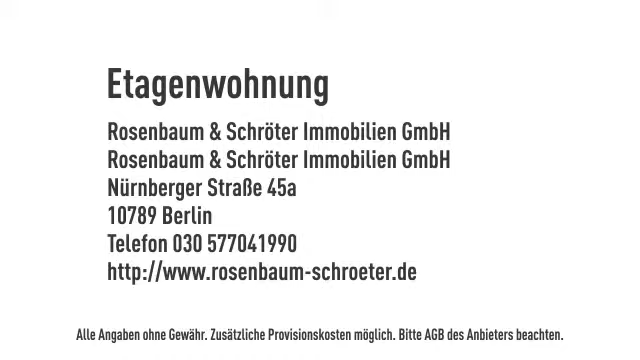 Etagenwohnung
Rosenbaum & Schröter Immobilien GmbH
Rosenbaum & Schröter Immobilien GmbH
Nürnberger Straße 45a
10789 Berlin
Telefon 030 577041990
http://www.rosenbaum-schroeter.de
Alle Angaben ohne Gewähr. Zusätzliche Provisionskosten möglich. Bitte AGB des Anbieters beachten.